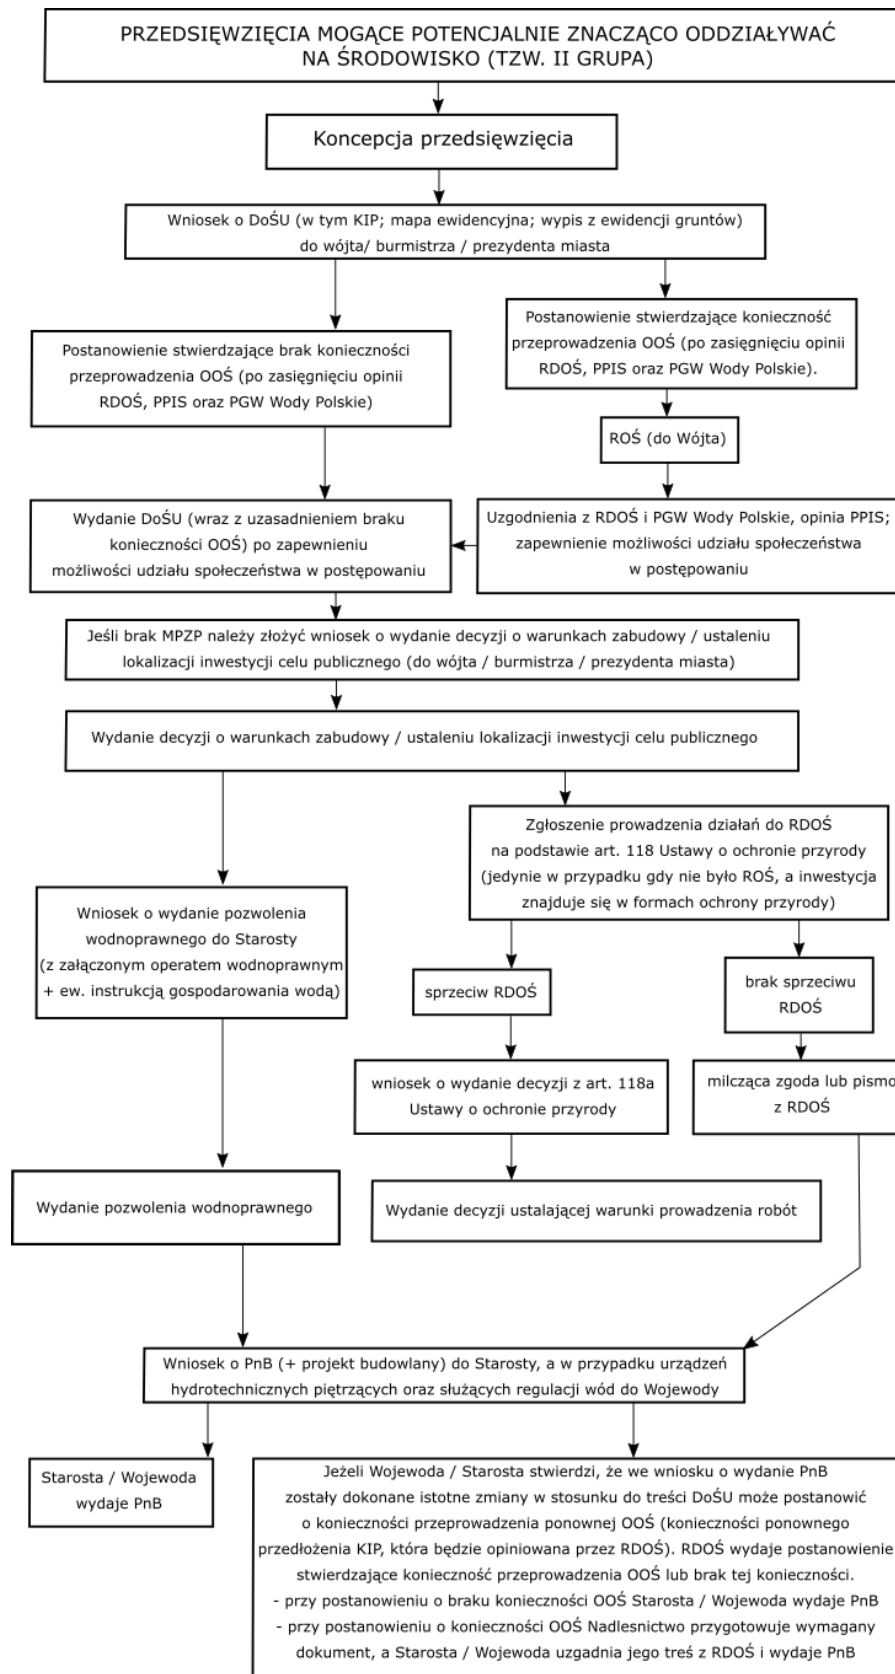 PRZEDSIĘWZIĘCIA MOGĄCE POTENCJALNIE ZNACZĄCO ODDZIAŁYWAĆ
NA ŚRODOWISKO (TZW. II GRUPA)
Koncepcja przedsięwzięcia
Wniosek o DoŚU (w tym KIP; mapa ewidencyjna; wypis z ewidencji gruntów)
do wójta/ burmistrza / prezydenta miasta
Postanowienie stwierdzające brak konieczności
przeprowadzenia OOŚ (po zasięgnięciu opinii
RDOŚ, PPIS oraz PGW Wody Polskie)
Postanowienie stwierdzające konieczność
przeprowadzenia OOŚ (po zasięgnięciu opinii
RDOŚ, PPIS oraz PGW Wody Polskie).
ROŚ (do Wójta)
Wydanie DoŚU (wraz z uzasadnieniem braku
konieczności OOŚ) po zapewnieniu
możliwości udziału społeczeństwa w postępowaniu
Uzgodnienia z RDOŚ i PGW Wody Polskie, opinia PPIS;
zapewnienie możliwości udziału społeczeństwa
w postępowaniu
Jeśli brak MPZP należy złożyć wniosek o wydanie decyzji o warunkach zabudowy / ustaleniu
lokalizacji inwestycji celu publicznego (do wójta / burmistrza / prezydenta miasta)
Wydanie decyzji o warunkach zabudowy / ustaleniu lokalizacji inwestycji celu publicznego
Zgłoszenie prowadzenia działań do RDOŚ
na podstawie art. 118 Ustawy o ochronie przyrody
(jedynie w przypadku gdy nie było ROŚ, a inwestycja
znajduje się w formach ochrony przyrody)
Wniosek o wydanie pozwolenia
wodnoprawnego do Starosty
(z załączonym operatem wodnoprawnym
+ ew. instrukcją gospodarowania wodą)
sprzeciw RDOŚ
brak sprzeciwu
RDOŚ
wniosek o wydanie decyzji z art. 118a
Ustawy o ochronie przyrody
milcząca zgoda lub pismo
z RDOŚ
Wydanie pozwolenia wodnoprawnego
Wydanie decyzji ustalającej warunki prowadzenia robót
Wniosek o PnB (+ projekt budowlany) do Starosty, a w przypadku urządzeń
hydrotechnicznych piętrzących oraz służących regulacji wód do Wojewody
Starosta / Wojewoda
wydaje PnB
Jeżeli Wojewoda / Starosta stwierdzi, że we wniosku o wydanie PnB
zostały dokonane istotne zmiany w stosunku do treści DoŚU może postanowić
o konieczności przeprowadzenia ponownej OOŚ (konieczności ponownego
przedłożenia KIP, która będzie opiniowana przez RDOŚ). RDOŚ wydaje postanowienie
stwierdzające konieczność przeprowadzenia OOŚ lub brak tej konieczności.
- przy postanowieniu o braku konieczności OOŚ Starosta / Wojewoda wydaje PnB
- przy postanowieniu o konieczności OOŚ Nadlesnictwo przygotowuje wymagany
dokument, a Starosta / Wojewoda uzgadnia jego treś z RDOŚ i wydaje PnB